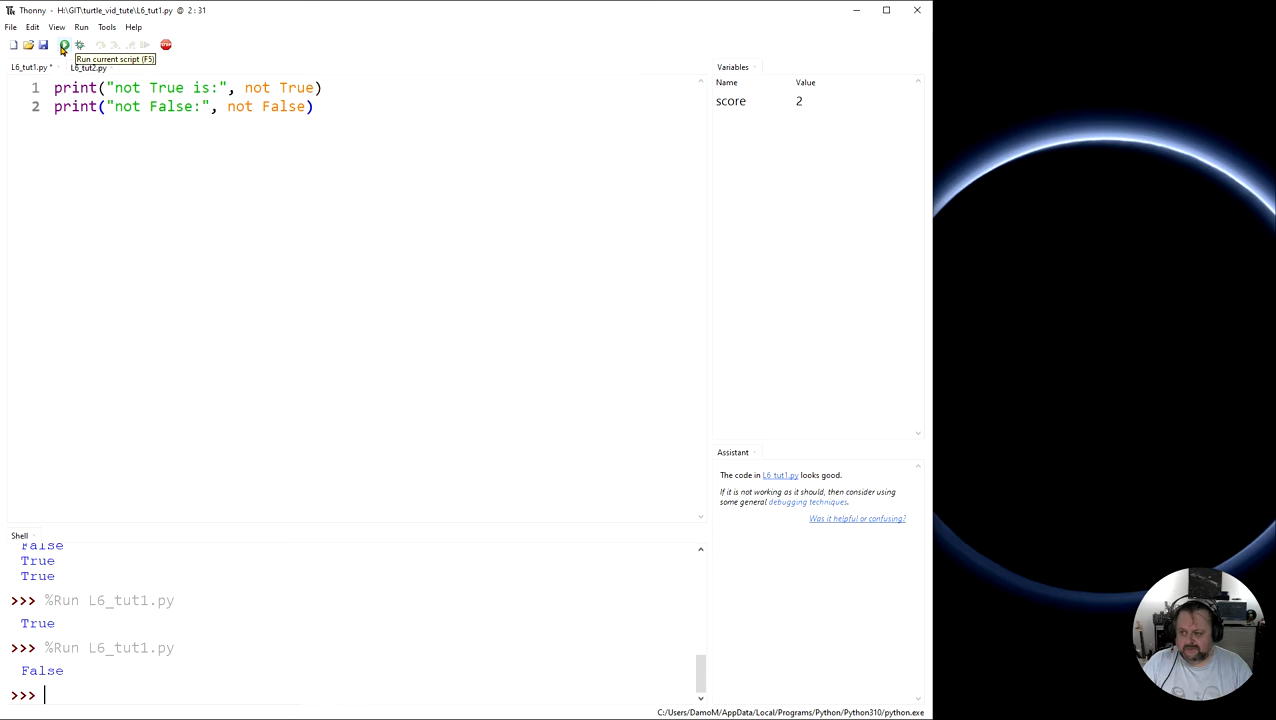 Thonny - H:\GIT\turtle_vid_tute\L6_tut1.py @ 2:31
File Edit View Run Tools Help
STOP
Run current script (F5)
L6_tut1.py * L6_tut2.py
1 print("not True is:", not True)
2 print("not False:", not False)
Variables
Name Value
score 2
Assistant
The code in L6_tut1.py looks good.
If it is not working as it should, then consider using
some general debugging techniques.
Was it helpful or confusing?
Shell
False
True
True
>>> %Run L6_tut1.py
True
>>> %Run L6_tut1.py
False
>>>
C:/Users/DamoM/AppData/Local/Programs/Python/Python310/python.exe